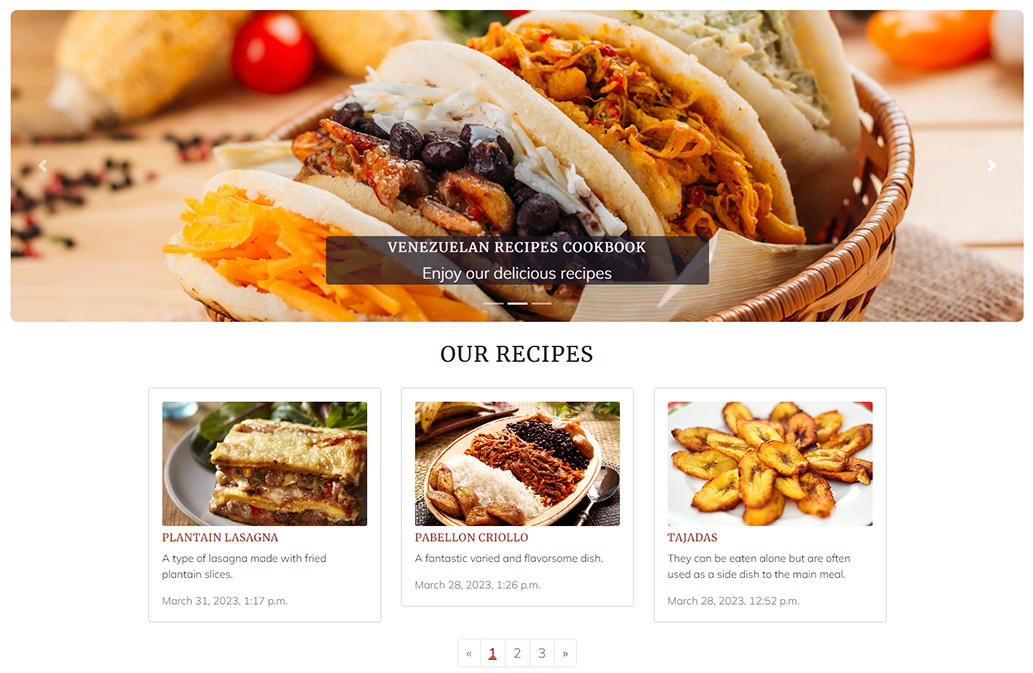 VENEZUELAN RECIPES COOKBOOK
Enjoy our delicious recipes
OUR RECIPES
PLANTAIN LASAGNA
A type of lasagna made with fried
plantain slices.
March 31, 2023, 1:17 p.m.
PABELLON CRIOLLO
A fantastic varied and flavorsome dish.
March 28, 2023, 1:26 p.m.
TAJADAS
They can be eaten alone but are often
used as a side dish to the main meal.
March 28, 2023, 12:52 p.m.
« 1 2 3 »